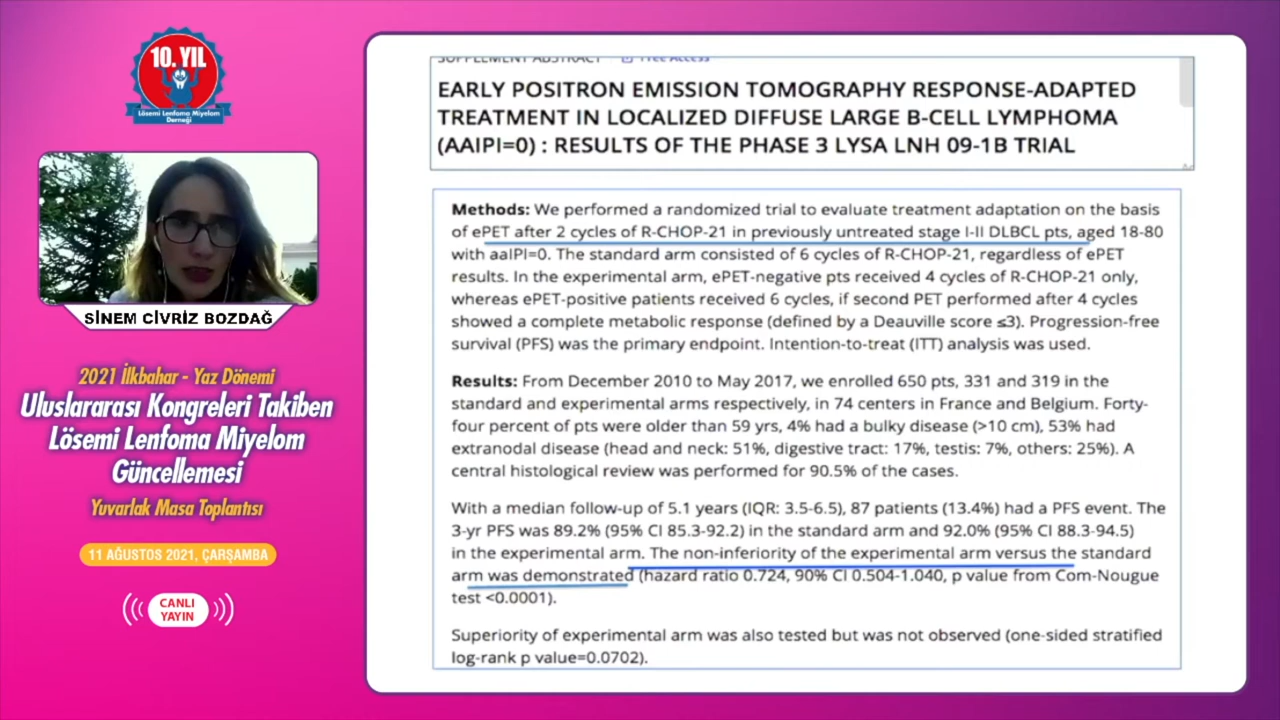 10. YIL
Lösemi Lenfoma Miyelom
Derneği
SİNEM CİVRİZ BOZDAĞ
2021 İlkbahar - Yaz Dönemi
Uluslararası Kongreleri Takiben
Lösemi Lenfoma Miyelom
Güncellemesi
Yuvarlak Masa Toplantısı
11 AĞUSTOS 2021, ÇARŞAMBA
CANLI
YAYIN
SUPPLEMENT ABSTRACT Free Access
EARLY POSITRON EMISSION TOMOGRAPHY RESPONSE-ADAPTED
TREATMENT IN LOCALIZED DIFFUSE LARGE B-CELL LYMPHOMA
(AAIPI=0) : RESULTS OF THE PHASE 3 LYSA LNH 09-1B TRIAL
Methods: We performed a randomized trial to evaluate treatment adaptation on the basis
of ePET after 2 cycles of R-CHOP-21 in previously untreated stage I-II DLBCL pts, aged 18-80
with aaIPI=0. The standard arm consisted of 6 cycles of R-CHOP-21, regardless of ePET
results. In the experimental arm, ePET-negative pts received 4 cycles of R-CHOP-21 only,
whereas ePET-positive patients received 6 cycles, if second PET performed after 4 cycles
showed a complete metabolic response (defined by a Deauville score ≤3). Progression-free
survival (PFS) was the primary endpoint. Intention-to-treat (ITT) analysis was used.
Results: From December 2010 to May 2017, we enrolled 650 pts, 331 and 319 in the
standard and experimental arms respectively, in 74 centers in France and Belgium. Forty-
four percent of pts were older than 59 yrs, 4% had a bulky disease (>10 cm), 53% had
extranodal disease (head and neck: 51%, digestive tract: 17%, testis: 7%, others: 25%). A
central histological review was performed for 90.5% of the cases.
With a median follow-up of 5.1 years (IQR: 3.5-6.5), 87 patients (13.4%) had a PFS event. The
3-yr PFS was 89.2% (95% CI 85.3-92.2) in the standard arm and 92.0% (95% CI 88.3-94.5)
in the experimental arm. The non-inferiority of the experimental arm versus the standard
arm was demonstrated (hazard ratio 0.724, 90% CI 0.504-1.040, p value from Com-Nougue
test <0.0001).
Superiority of experimental arm was also tested but was not observed (one-sided stratified
log-rank p value=0.0702).